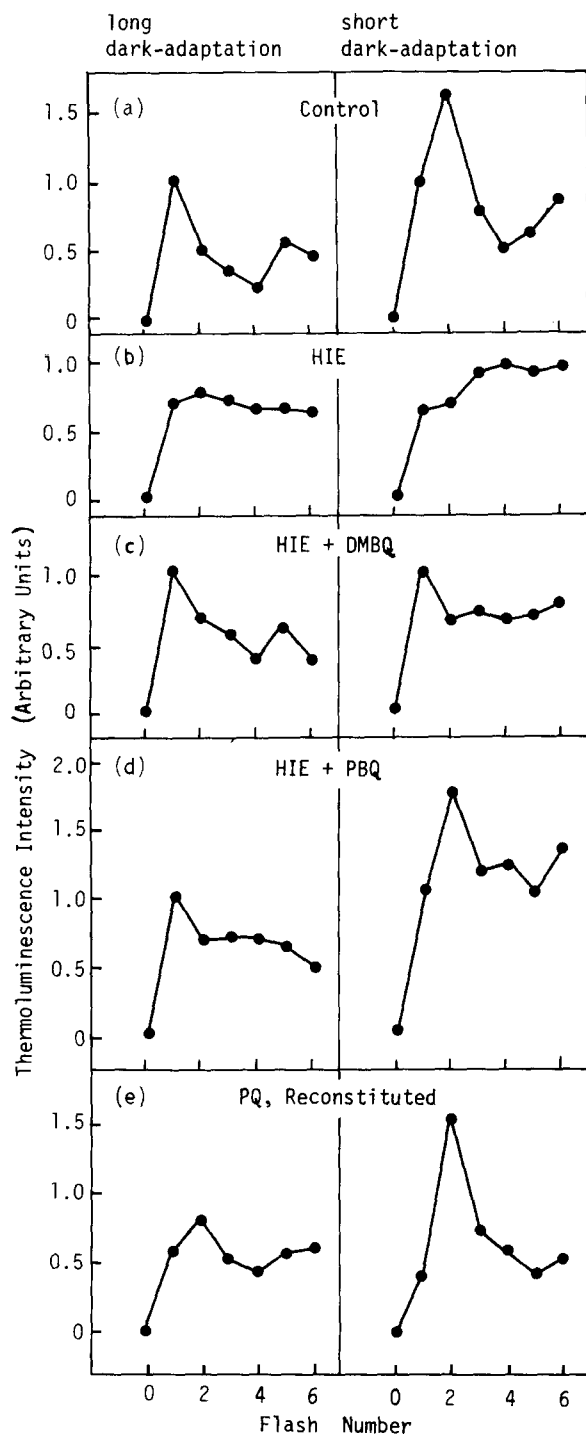 long dark-adaptation
short dark-adaptation
(a) Control
1.5
1.0
0.5
0
(b) HIE
1.0
0.5
0
(c) HIE + DMBQ
1.0
0.5
0
(d) HIE + PBQ
2.0
1.5
1.0
0.5
0
(e) PQ, Reconstituted
1.5
1.0
0.5
0
0 2 4 6 0 2 4 6
Flash Number
Thermoluminescence Intensity (Arbitrary Units)